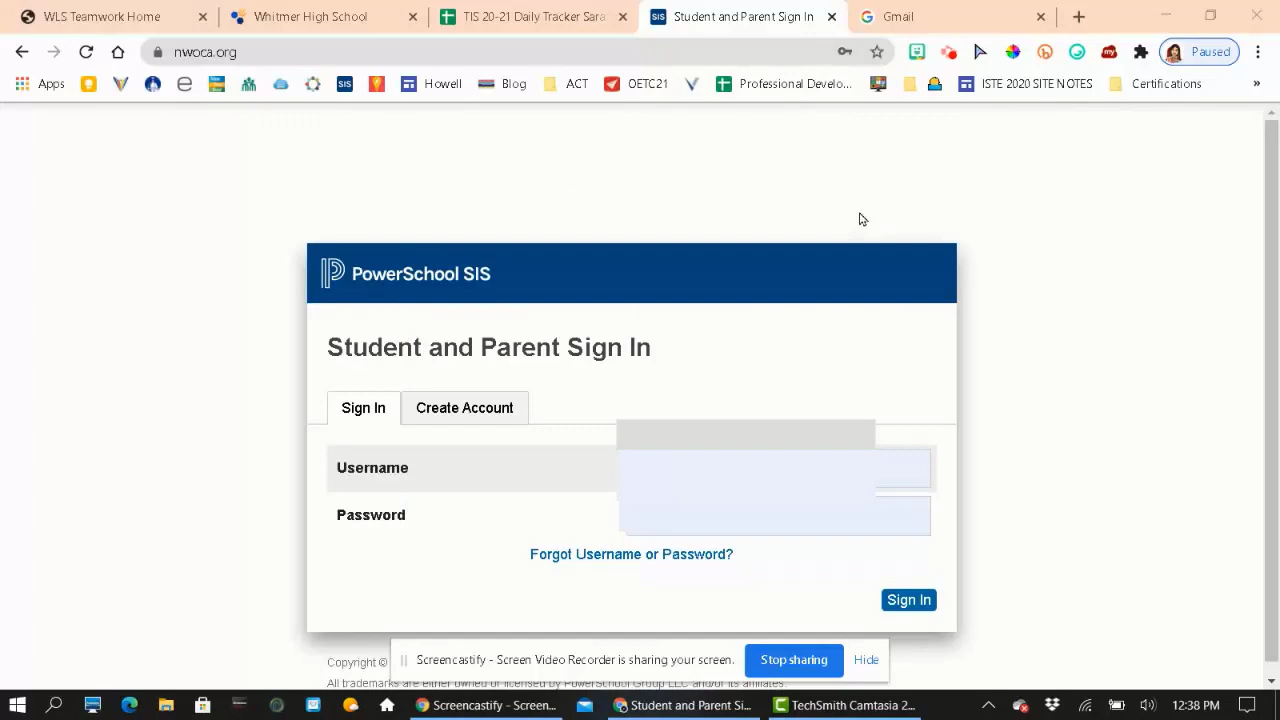 WLS Teamwork Home
Whitmer High School
TIS 20-21 Daily Tracker Sara
Student and Parent Sign In
Gmail
nwoca.org
Paused
Apps
SIS
Howell
Blog
ACT
OETC21
Professional Develo...
ISTE 2020 SITE NOTES
Certifications
»
PowerSchool SIS
Student and Parent Sign In
Sign In
Create Account
Username
Password
Forgot Username or Password?
Sign In
Copyright ©
Screencastify - Screen Video Recorder is sharing your screen.
Stop sharing
Hide
All trademarks are either owned or licensed by PowerSchool Group LLC and/or its affiliates.
Screencastify - Screen...
Student and Parent Si...
TechSmith Camtasia 2...
12:38 PM